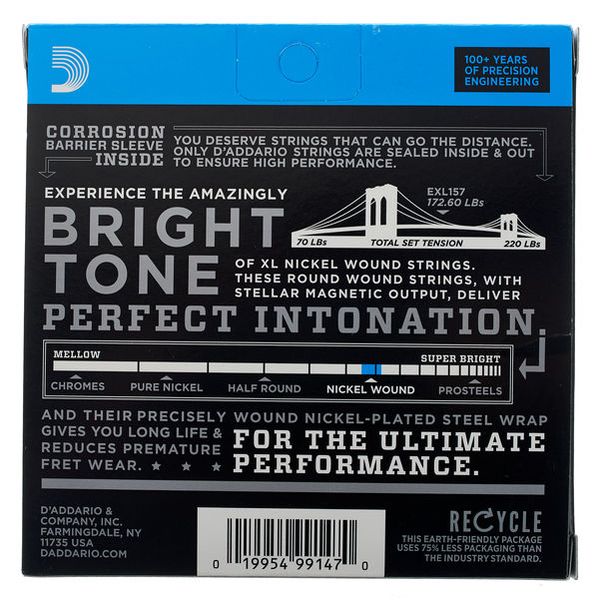 100+ YEARS
OF PRECISION
ENGINEERING
CORROSION
BARRIER SLEEVE
INSIDE
YOU DESERVE STRINGS THAT CAN GO THE DISTANCE.
ONLY D'ADDARIO STRINGS ARE SEALED INSIDE & OUT
TO ENSURE HIGH PERFORMANCE.
EXPERIENCE THE AMAZINGLY
BRIGHT
TONE
EXL157
172.60 LBs
70 LBs TOTAL SET TENSION 220 LBs
OF XL NICKEL WOUND STRINGS.
THESE ROUND WOUND STRINGS, WITH
STELLAR MAGNETIC OUTPUT, DELIVER
PERFECT INTONATION.
MELLOW SUPER BRIGHT
CHROMES PURE NICKEL HALF ROUND NICKEL WOUND PROSTEELS
AND THEIR PRECISELY WOUND NICKEL-PLATED STEEL WRAP
GIVES YOU LONG LIFE &
REDUCES PREMATURE
FRET WEAR. ★ ★ ★
FOR THE ULTIMATE
PERFORMANCE.
D'ADDARIO &
COMPANY, INC.
FARMINGDALE, NY
11735 USA
DADDARIO.COM
0 19954 99147 0
RECYCLE
THIS EARTH-FRIENDLY PACKAGE
USES 75% LESS PACKAGING THAN
THE INDUSTRY STANDARD.